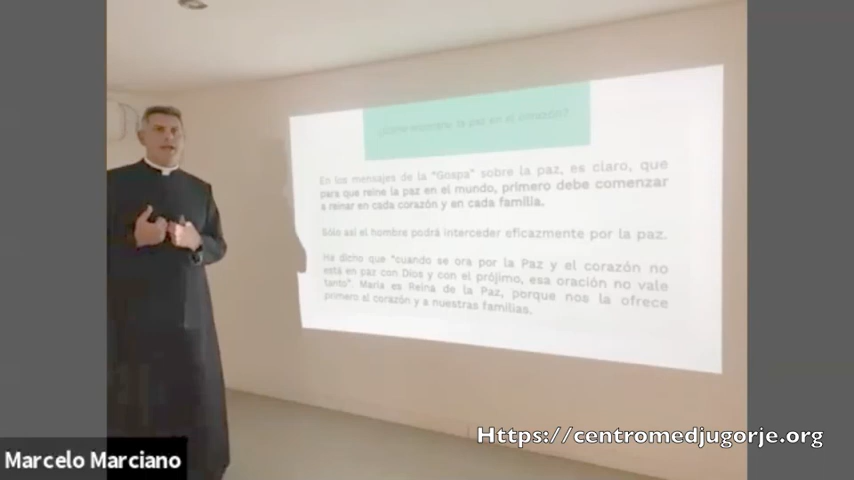 ¿Cómo encontrar la paz en el corazón?
En los mensajes de la "Gospa" sobre la paz, es claro, que
para que reine la paz en el mundo, primero debe comenzar
a reinar en cada corazón y en cada familia.
Sólo así el hombre podrá interceder eficazmente por la paz.
Ha dicho que "cuando se ora por la Paz y el corazón no
está en paz con Dios y con el prójimo, esa oración no vale
tanto". María es Reina de la Paz, porque nos la ofrece
primero al corazón y a nuestras familias.
Https://centromedjugorje.org
Marcelo Marciano